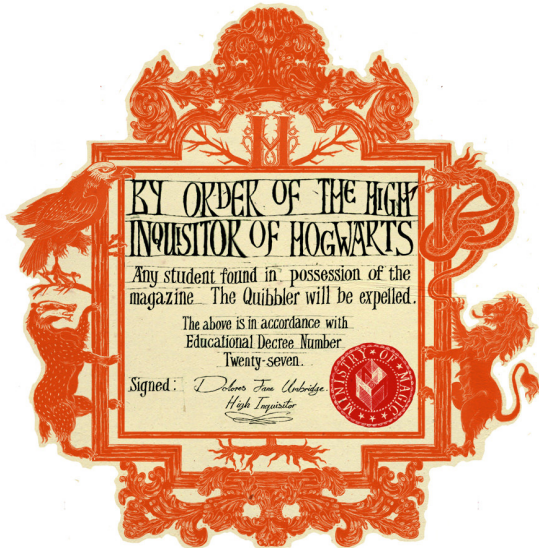 H
BY ORDER OF THE HIGH
INQUISITOR OF HOGWARTS
Any student found in possession of the
magazine The Quibbler will be expelled.
The above is in accordance with
Educational Decree Number
Twenty-seven.
Signed: Dolores Jane Umbridge
High Inquisitor
MINISTRY OF MAGIC